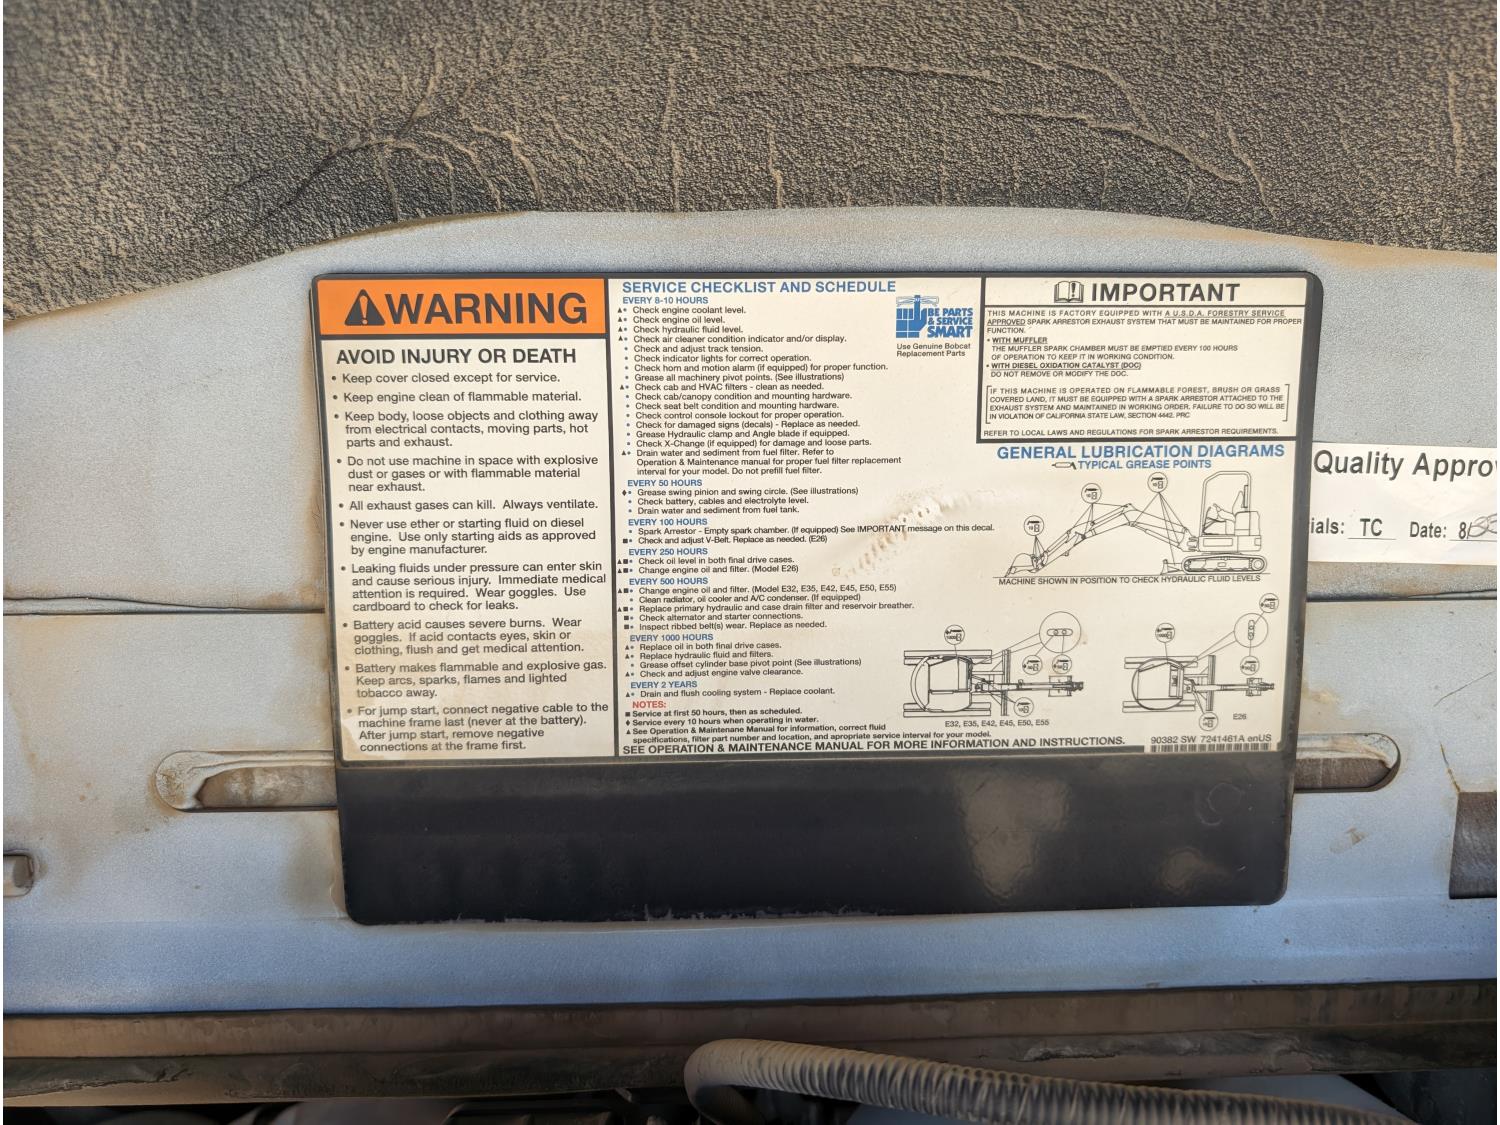 WARNING
AVOID INJURY OR DEATH
• Keep cover closed except for service.
• Keep engine clean of flammable material.
• Keep body, loose objects and clothing away
from electrical contacts, moving parts, hot
parts and exhaust.
• Do not use machine in space with explosive
dust or gases or with flammable material
near exhaust.
• All exhaust gases can kill. Always ventilate.
• Never use ether or starting fluid on diesel
engine. Use only starting aids as approved
by engine manufacturer.
• Leaking fluids under pressure can enter skin
and cause serious injury. Immediate medical
attention is required. Wear goggles. Use
cardboard to check for leaks.
• Battery acid causes severe burns. Wear
goggles. If acid contacts eyes, skin or
clothing, flush and get medical attention.
• Battery makes flammable and explosive gas.
Keep arcs, sparks, flames and lighted
tobacco away.
• For jump start, connect negative cable to the
machine frame last (never at the battery).
After jump start, remove negative
connections at the frame first.
SERVICE CHECKLIST AND SCHEDULE
EVERY 8-10 HOURS
▲• Check engine coolant level.
▲• Check engine oil level.
▲• Check hydraulic fluid level.
▲• Check air cleaner condition indicator and/or display.
• Check and adjust track tension.
• Check indicator lights for correct operation.
• Check horn and motion alarm (if equipped) for proper function.
• Grease all machinery pivot points. (See illustrations)
▲• Check cab and HVAC filters - clean as needed.
• Check cab/canopy condition and mounting hardware.
• Check seat belt condition and mounting hardware.
• Check control console lockout for proper operation.
• Check for damaged signs (decals) - Replace as needed.
• Grease Hydraulic clamp and Angle blade if equipped.
• Check X-Change (if equipped) for damage and loose parts.
▲• Drain water and sediment from fuel filter. Refer to
Operation & Maintenance manual for proper fuel filter replacement
interval for your model. Do not prefill fuel filter.
EVERY 50 HOURS
♦• Grease swing pinion and swing circle. (See illustrations)
• Check battery, cables and electrolyte level.
• Drain water and sediment from fuel tank.
EVERY 100 HOURS
• Spark Arrestor - Empty spark chamber. (If equipped) See IMPORTANT message on this decal.
■• Check and adjust V-Belt. Replace as needed. (E26)
EVERY 250 HOURS
▲■• Check oil level in both final drive cases.
▲■• Change engine oil and filter. (Model E26)
EVERY 500 HOURS
▲■• Change engine oil and filter. (Model E32, E35, E42, E45, E50, E55)
• Clean radiator, oil cooler and A/C condenser. (If equipped)
▲■• Replace primary hydraulic and case drain filter and reservoir breather.
■• Check alternator and starter connections.
■• Inspect ribbed belt(s) wear. Replace as needed.
EVERY 1000 HOURS
▲• Replace oil in both final drive cases.
▲• Replace hydraulic fluid and filters.
• Grease offset cylinder base pivot point (See illustrations)
▲• Check and adjust engine valve clearance.
EVERY 2 YEARS
▲• Drain and flush cooling system - Replace coolant.
NOTES:
■ Service at first 50 hours, then as scheduled.
♦ Service every 10 hours when operating in water.
▲ See Operation & Maintenane Manual for information, correct fluid
specifications, filter part number and location, and apropriate service interval for your model.
SEE OPERATION & MAINTENANCE MANUAL FOR MORE INFORMATION AND INSTRUCTIONS.
BE PARTS
& SERVICE
SMART
Use Genuine Bobcat
Replacement Parts
IMPORTANT
THIS MACHINE IS FACTORY EQUIPPED WITH A U.S.D.A. FORESTRY SERVICE
APPROVED SPARK ARRESTOR EXHAUST SYSTEM THAT MUST BE MAINTAINED FOR PROPER
FUNCTION.
• WITH MUFFLER
THE MUFFLER SPARK CHAMBER MUST BE EMPTIED EVERY 100 HOURS
OF OPERATION TO KEEP IT IN WORKING CONDITION.
• WITH DIESEL OXIDATION CATALYST (DOC)
DO NOT REMOVE OR MODIFY THE DOC.
IF THIS MACHINE IS OPERATED ON FLAMMABLE FOREST, BRUSH OR GRASS
COVERED LAND, IT MUST BE EQUIPPED WITH A SPARK ARRESTOR ATTACHED TO THE
EXHAUST SYSTEM AND MAINTAINED IN WORKING ORDER. FAILURE TO DO SO WILL BE
IN VIOLATION OF CALIFORNIA STATE LAW, SECTION 4442. PRC
REFER TO LOCAL LAWS AND REGULATIONS FOR SPARK ARRESTOR REQUIREMENTS.
GENERAL LUBRICATION DIAGRAMS
TYPICAL GREASE POINTS
MACHINE SHOWN IN POSITION TO CHECK HYDRAULIC FLUID LEVELS
E32, E35, E42, E45, E50, E55
E26
90382 SW 7241461A enUS
Quality Appro
ials: TC Date: